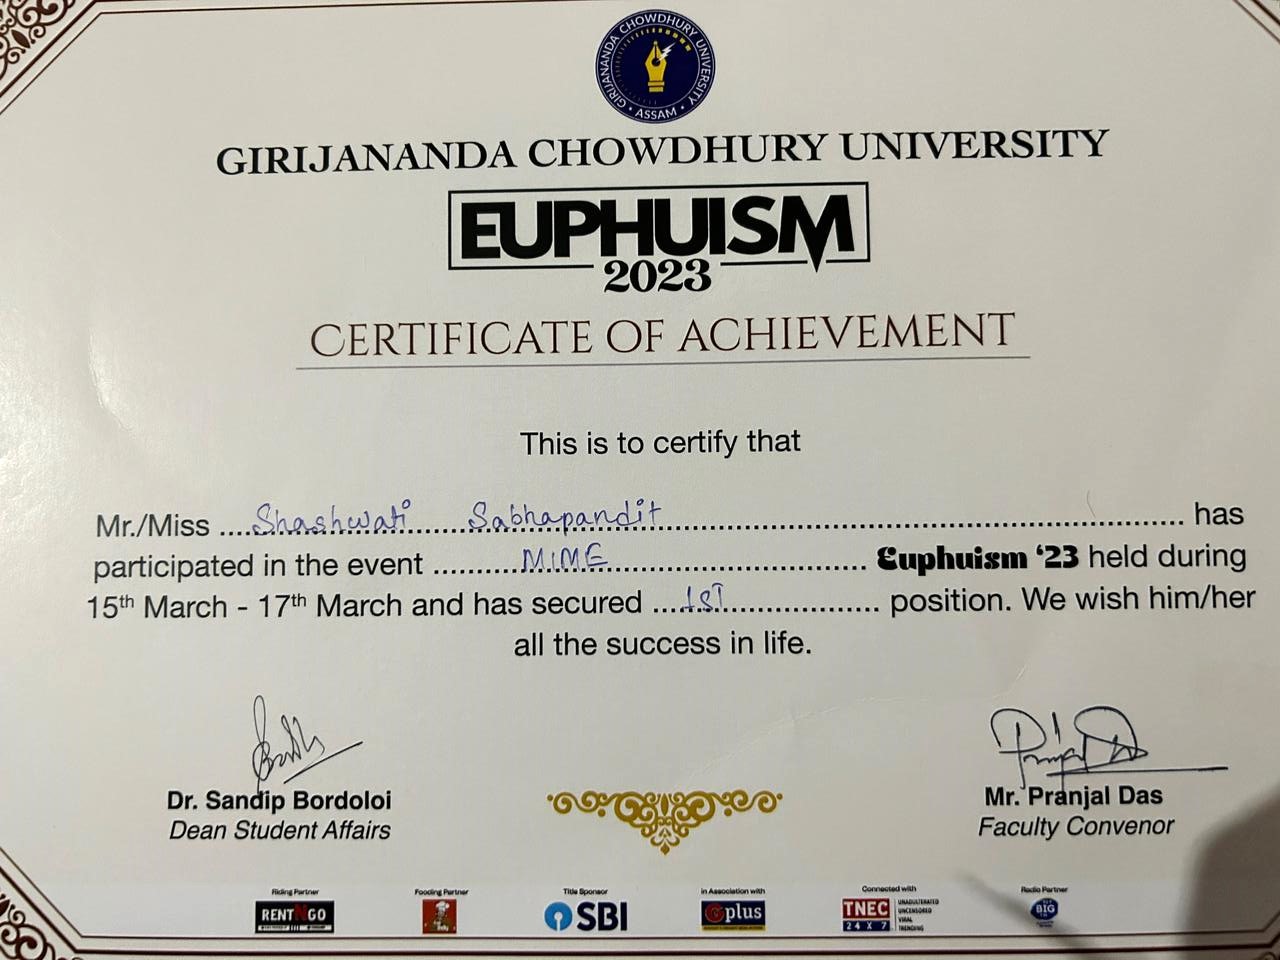 GIRIJANANDA CHOWDHURY UNIVERSITY
• ASSAM •
GIRIJANANDA CHOWDHURY UNIVERSITY
EUPHUISM
2023
CERTIFICATE OF ACHIEVEMENT
This is to certify that
Mr./Miss ....Shashwati......Sabhapandit.................................................................. has
participated in the event ..........MIME................................ Euphuism ‘23 held during
15th March - 17th March and has secured ....1ST................... position. We wish him/her
all the success in life.
Dr. Sandip Bordoloi
Dean Student Affairs
Pranjal Das
Mr. Pranjal Das
Faculty Convenor
Riding Partner
RENTNGO
Fooding Partner
Title Sponsor
SBI
in Association with
Gplus
Connected with
TNEC
24 X 7
UNADULTERATED
UNCENSORED
VIRAL
TRENDING
Radio Partner
BIG